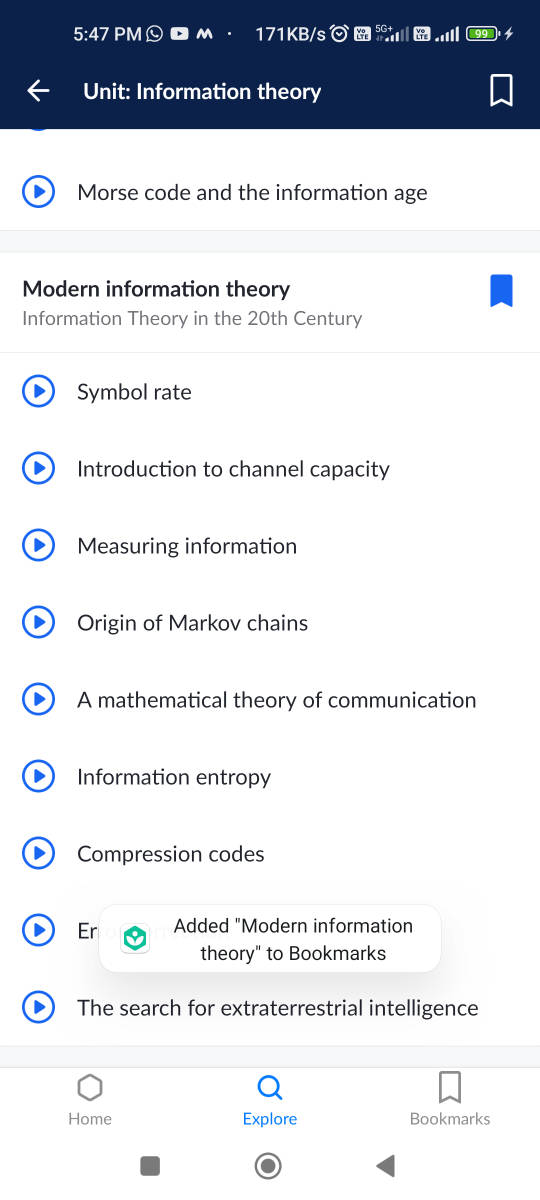 5:47 PM 171KB/s Vo LTE 5G+ Vo LTE 99
Unit: Information theory
Morse code and the information age
Modern information theory
Information Theory in the 20th Century
Symbol rate
Introduction to channel capacity
Measuring information
Origin of Markov chains
A mathematical theory of communication
Information entropy
Compression codes
Added "Modern information
theory" to Bookmarks
The search for extraterrestrial intelligence
Home
Explore
Bookmarks